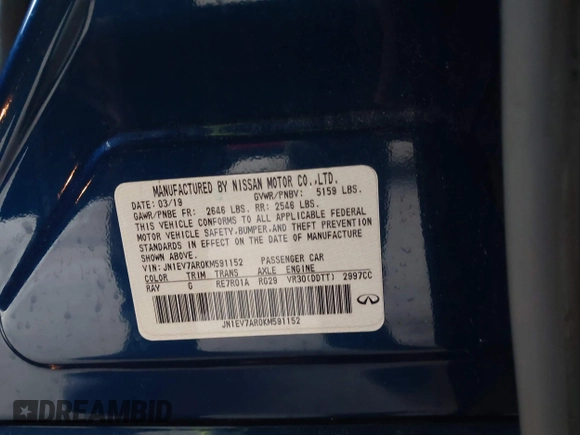 MANUFACTURED BY NISSAN MOTOR CO.,LTD.
DATE: 03/19 GVWR/PNBV: 5159 LBS.
GAWR/PNBE FR: 2646 LBS. RR: 2546 LBS.
THIS VEHICLE CONFORMS TO ALL APPLICABLE FEDERAL
MOTOR VEHICLE SAFETY,BUMPER,AND THEFT PREVENTION
STANDARDS IN EFFECT ON THE DATE OF MANUFACTURE
SHOWN ABOVE.
VIN: JN1EV7AR0KM591152 PASSENGER CAR
COLOR TRIM TRANS AXLE ENGINE
RAY G RE7R01A RG29 VR30(DDTT) 2997CC
JN1EV7AR0KM591152
DREAMBID